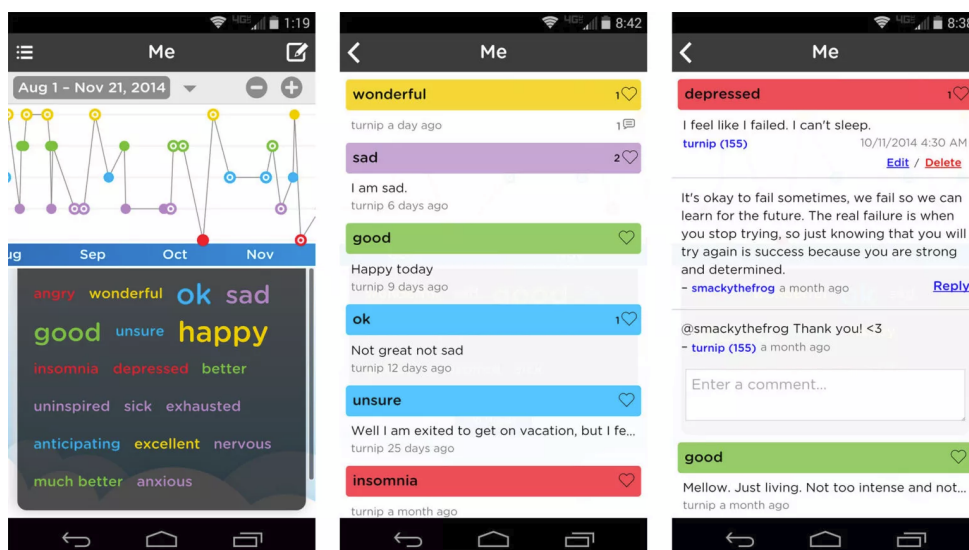 4G 1:19
Me
Aug 1 – Nov 21, 2014
ug Sep Oct Nov
angry wonderful ok sad
good unsure happy
insomnia depressed better
uninspired sick exhausted
anticipating excellent nervous
much better anxious
4G 8:42
Me
wonderful 1
turnip a day ago 1
sad 2
I am sad.
turnip 6 days ago
good
Happy today
turnip 9 days ago
ok 1
Not great not sad
turnip 12 days ago
unsure
Well I am exited to get on vacation, but I fe...
turnip 25 days ago
insomnia
turnip a month ago
4G 8:38
Me
depressed 1
I feel like I failed. I can't sleep.
turnip (155) 10/11/2014 4:30 AM
Edit / Delete
It's okay to fail sometimes, we fail so we can
learn for the future. The real failure is when
you stop trying, so just knowing that you will
try again is success because you are strong
and determined.
– smackythefrog a month ago Reply
@smackythefrog Thank you! <3
– turnip (155) a month ago
Enter a comment...
good
Mellow. Just living. Not too intense and not...
turnip a month ago